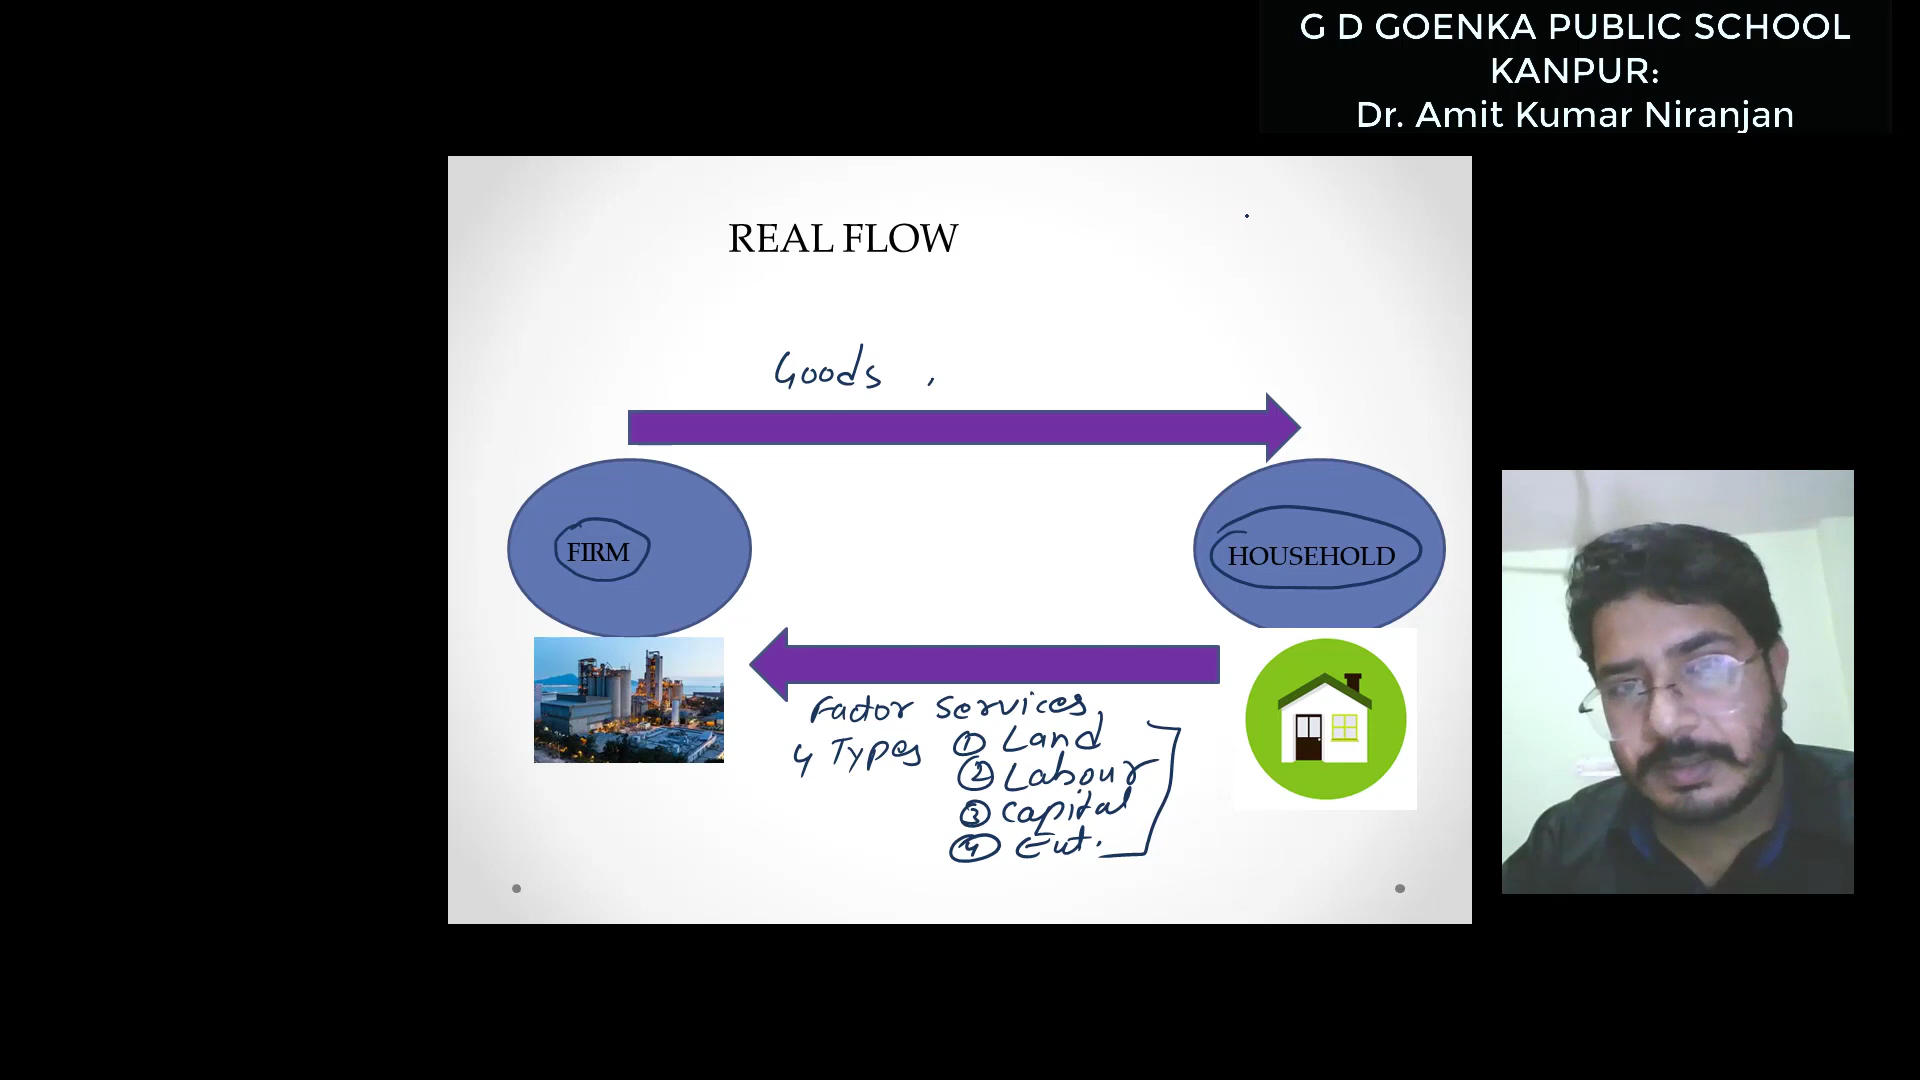 G D GOENKA PUBLIC SCHOOL
KANPUR:
Dr. Amit Kumar Niranjan
REAL FLOW
Goods ,
FIRM
HOUSEHOLD
Factor Services,
4 Types ① Land
② Labour
③ Capital
④ Ent.